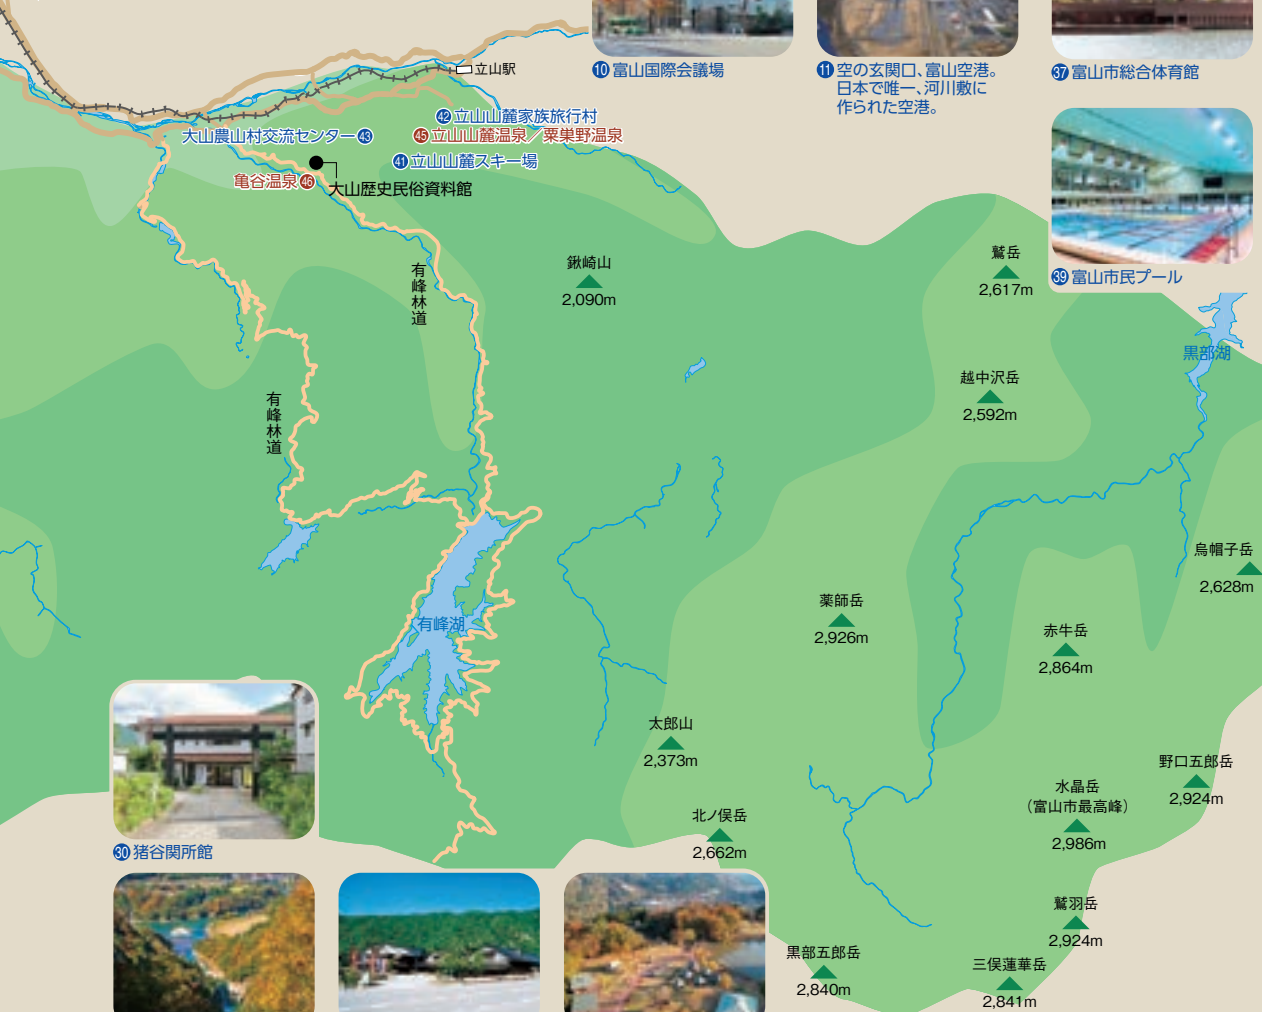 ⑩富山国際会議場
⑪空の玄関口、富山空港。
日本で唯一、河川敷に
作られた空港。
㊲富山市総合体育館
立山駅
㊷立山山麓家族旅行村
大山農山村交流センター㊸
㊺立山山麓温泉／粟巣野温泉
㊶立山山麓スキー場
亀谷温泉㊻
大山歴史民俗資料館
㊴富山市民プール
鍬崎山
2,090m
鷲岳
2,617m
有峰林道
黒部湖
越中沢岳
2,592m
有峰林道
烏帽子岳
2,628m
薬師岳
2,926m
有峰湖
赤牛岳
2,864m
太郎山
2,373m
野口五郎岳
2,924m
水晶岳
（富山市最高峰）
2,986m
北ノ俣岳
2,662m
㉚猪谷関所館
鷲羽岳
2,924m
黒部五郎岳
2,840m
三俣蓮華岳
2,841m